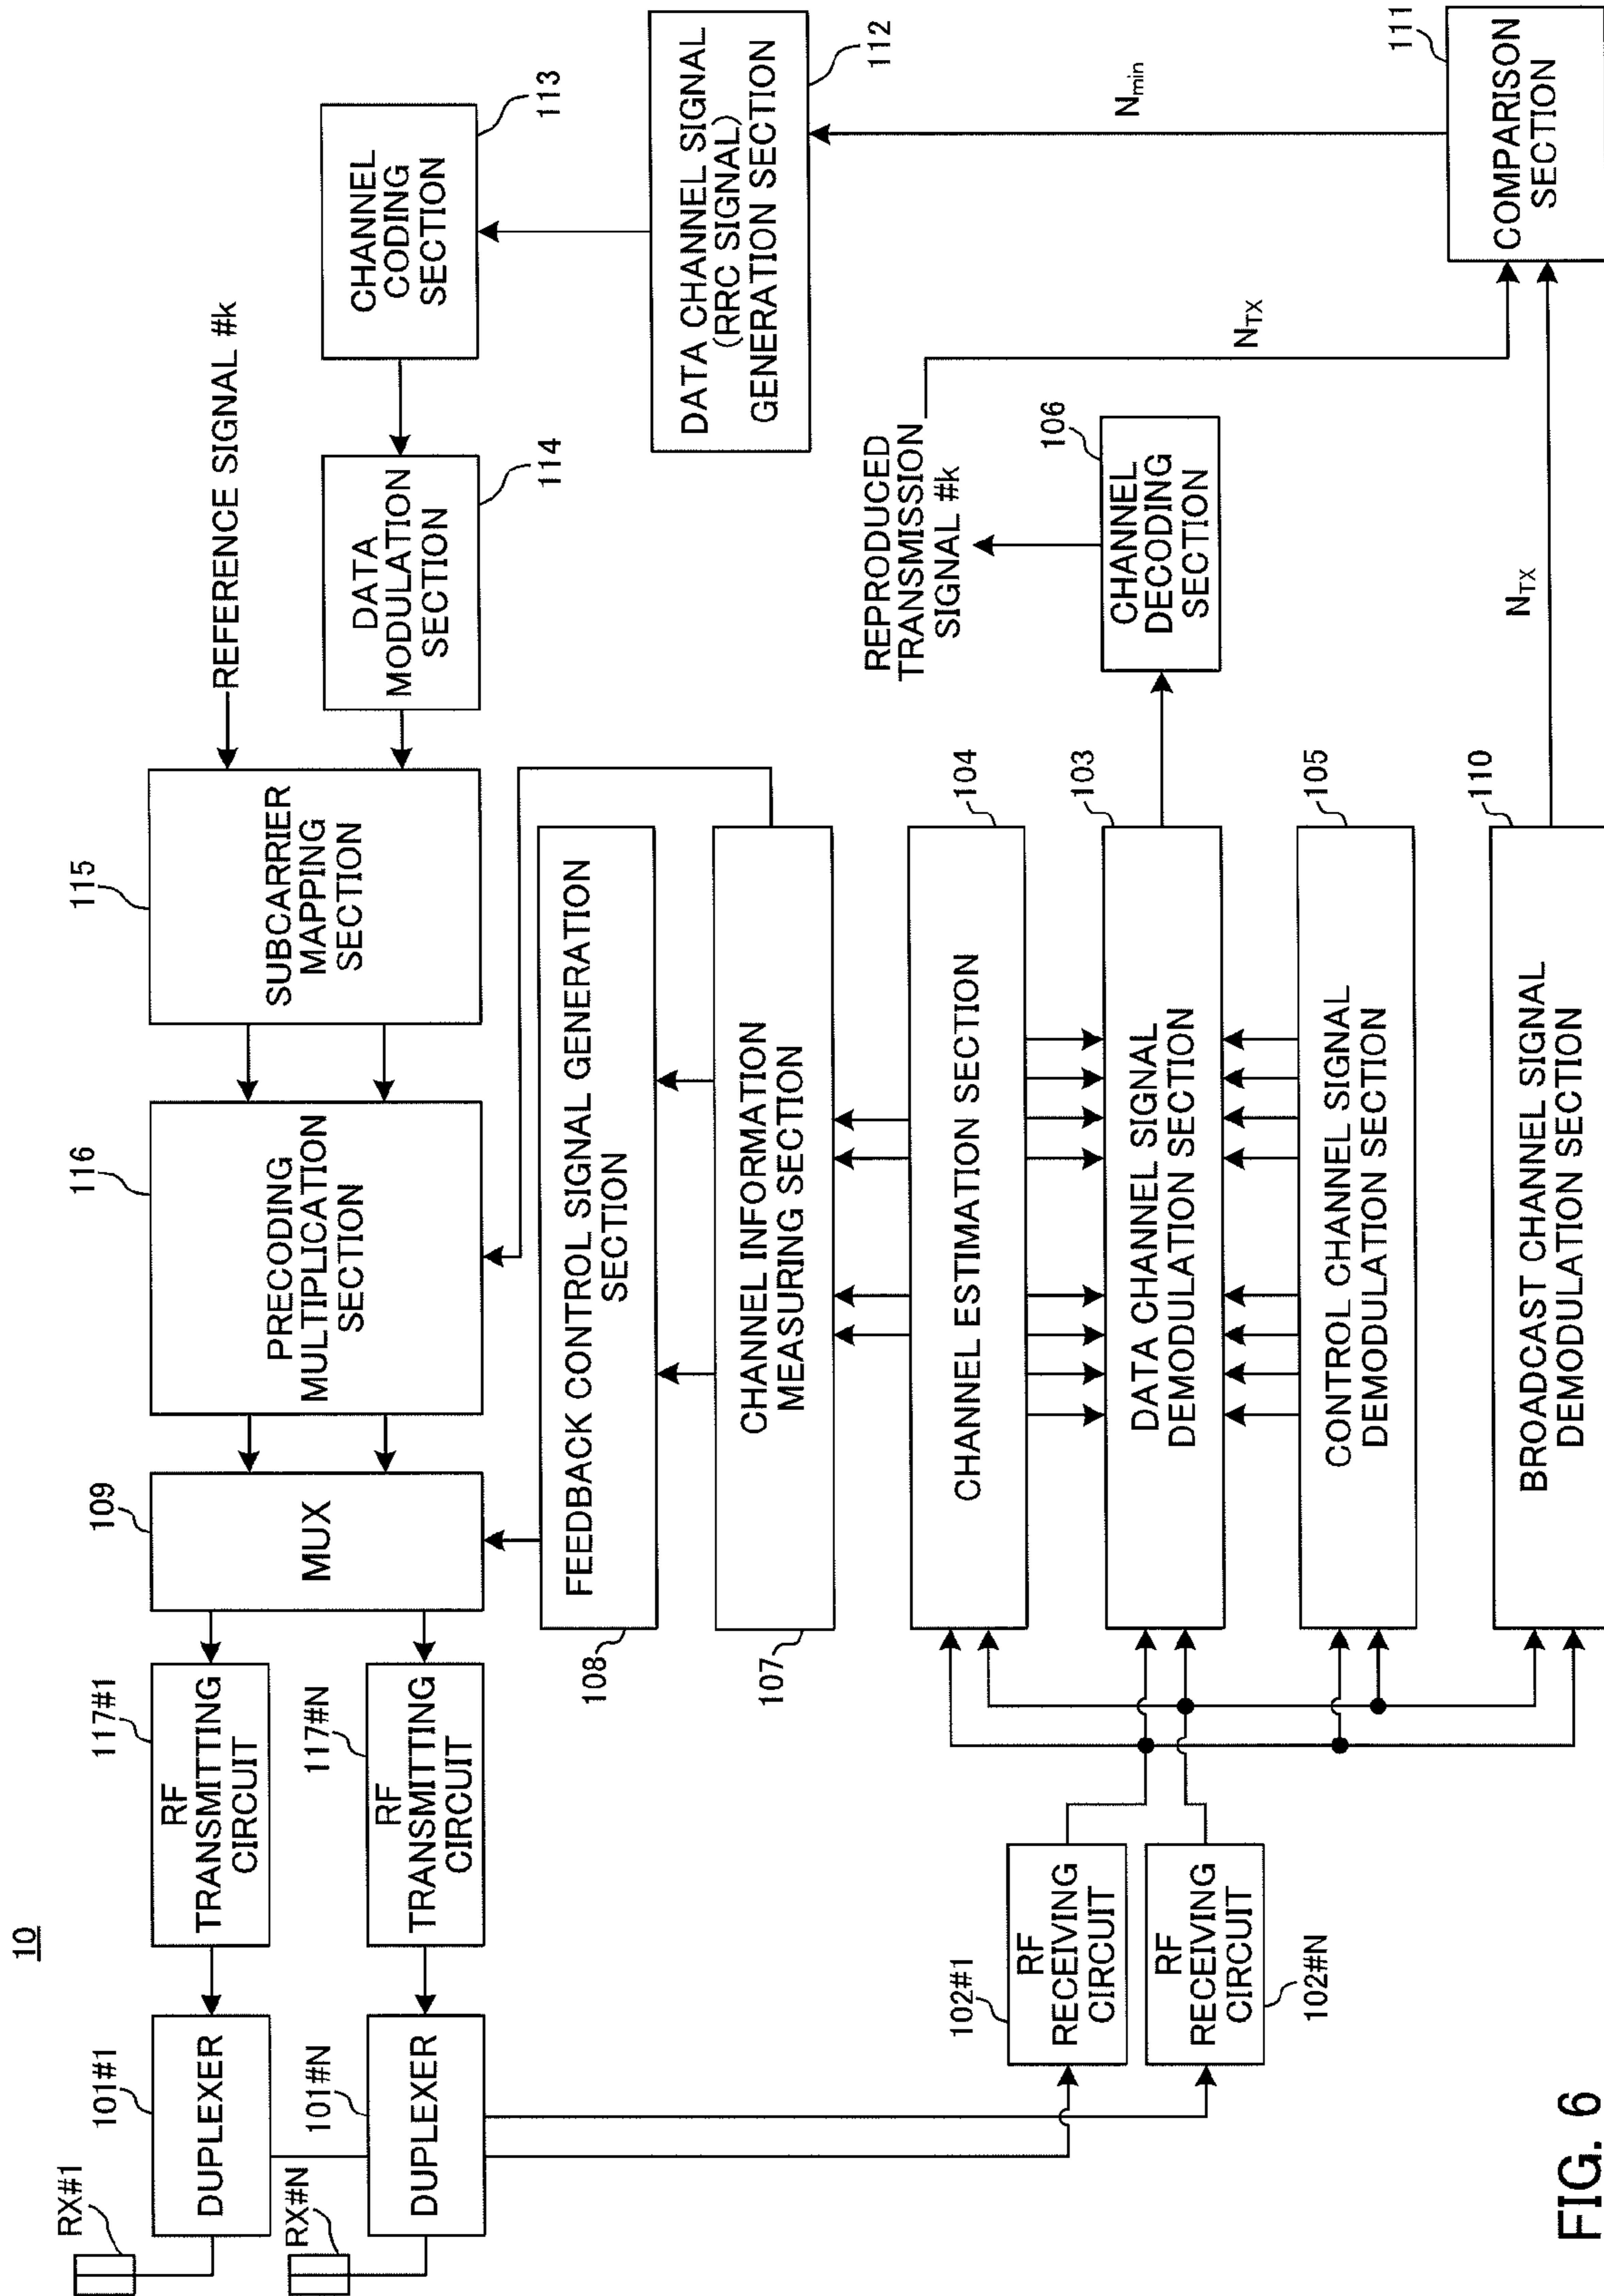 10
RX#1
101#1
DUPLEXER
RX#N
101#N
DUPLEXER
117#1
RF
TRANSMITTING
CIRCUIT
117#N
RF
TRANSMITTING
CIRCUIT
109
MUX
116
PRECODING
MULTIPLICATION
SECTION
115
SUBCARRIER
MAPPING
SECTION
REFERENCE SIGNAL #k
114
DATA
MODULATION
SECTION
113
CHANNEL
CODING
SECTION
112
DATA CHANNEL SIGNAL
(RRC SIGNAL)
GENERATION SECTION
108
FEEDBACK CONTROL SIGNAL GENERATION
SECTION
107
CHANNEL INFORMATION
MEASURING SECTION
104
CHANNEL ESTIMATION SECTION
103
DATA CHANNEL SIGNAL
DEMODULATION SECTION
105
CONTROL CHANNEL SIGNAL
DEMODULATION SECTION
110
BROADCAST CHANNEL SIGNAL
DEMODULATION SECTION
102#1
RF
RECEIVING
CIRCUIT
RF
RECEIVING
CIRCUIT
102#N
REPRODUCED
TRANSMISSION
SIGNAL #k
106
CHANNEL
DECODING
SECTION
NTX
NTX
Nmin
111
COMPARISON
SECTION
FIG. 6